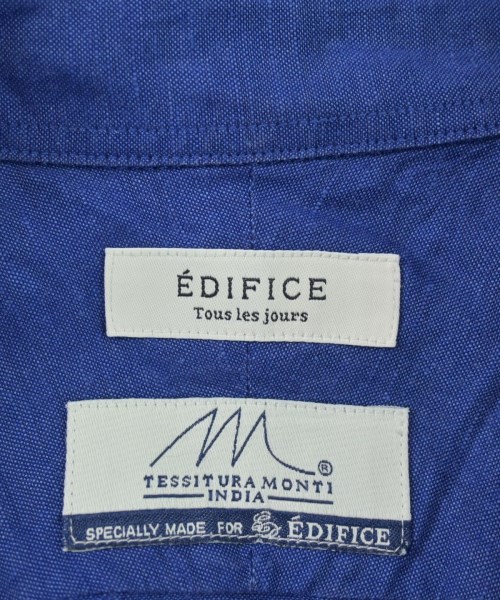 ÉDIFICE
Tous les jours
®
TESSITURA MONTI
INDIA
SPECIALLY MADE FOR ÉDIFICE